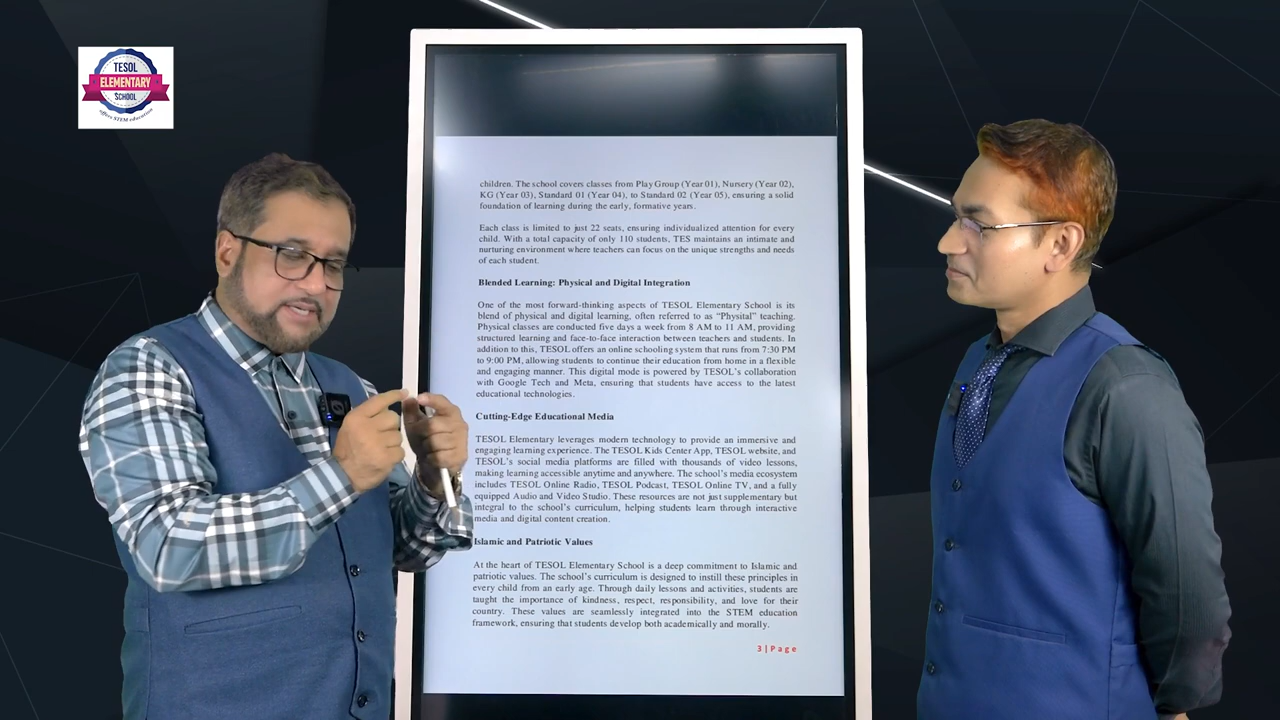 TESOL
ELEMENTARY
SCHOOL
offers STEM education
children. The school covers classes from Play Group (Year 01), Nursery (Year 02),
KG (Year 03), Standard 01 (Year 04), to Standard 02 (Year 05), ensuring a solid
foundation of learning during the early, formative years.
Each class is limited to just 22 seats, ensuring individualized attention for every
child. With a total capacity of only 110 students, TES maintains an intimate and
nurturing environment where teachers can focus on the unique strengths and needs
of each student.
Blended Learning: Physical and Digital Integration
One of the most forward-thinking aspects of TESOL Elementary School is its
blend of physical and digital learning, often referred to as “Physital” teaching.
Physical classes are conducted five days a week from 8 AM to 11 AM, providing
structured learning and face-to-face interaction between teachers and students. In
addition to this, TESOL offers an online schooling system that runs from 7:30 PM
to 9:00 PM, allowing students to continue their education from home in a flexible
and engaging manner. This digital mode is powered by TESOL’s collaboration
with Google Tech and Meta, ensuring that students have access to the latest
educational technologies.
Cutting-Edge Educational Media
TESOL Elementary leverages modern technology to provide an immersive and
engaging learning experience. The TESOL Kids Center App, TESOL website, and
TESOL’s social media platforms are filled with thousands of video lessons,
making learning accessible anytime and anywhere. The school’s media ecosystem
includes TESOL Online Radio, TESOL Podcast, TESOL Online TV, and a fully
equipped Audio and Video Studio. These resources are not just supplementary but
integral to the school’s curriculum, helping students learn through interactive
media and digital content creation.
Islamic and Patriotic Values
At the heart of TESOL Elementary School is a deep commitment to Islamic and
patriotic values. The school’s curriculum is designed to instill these principles in
every child from an early age. Through daily lessons and activities, students are
taught the importance of kindness, respect, responsibility, and love for their
country. These values are seamlessly integrated into the STEM education
framework, ensuring that students develop both academically and morally.
3 | Page